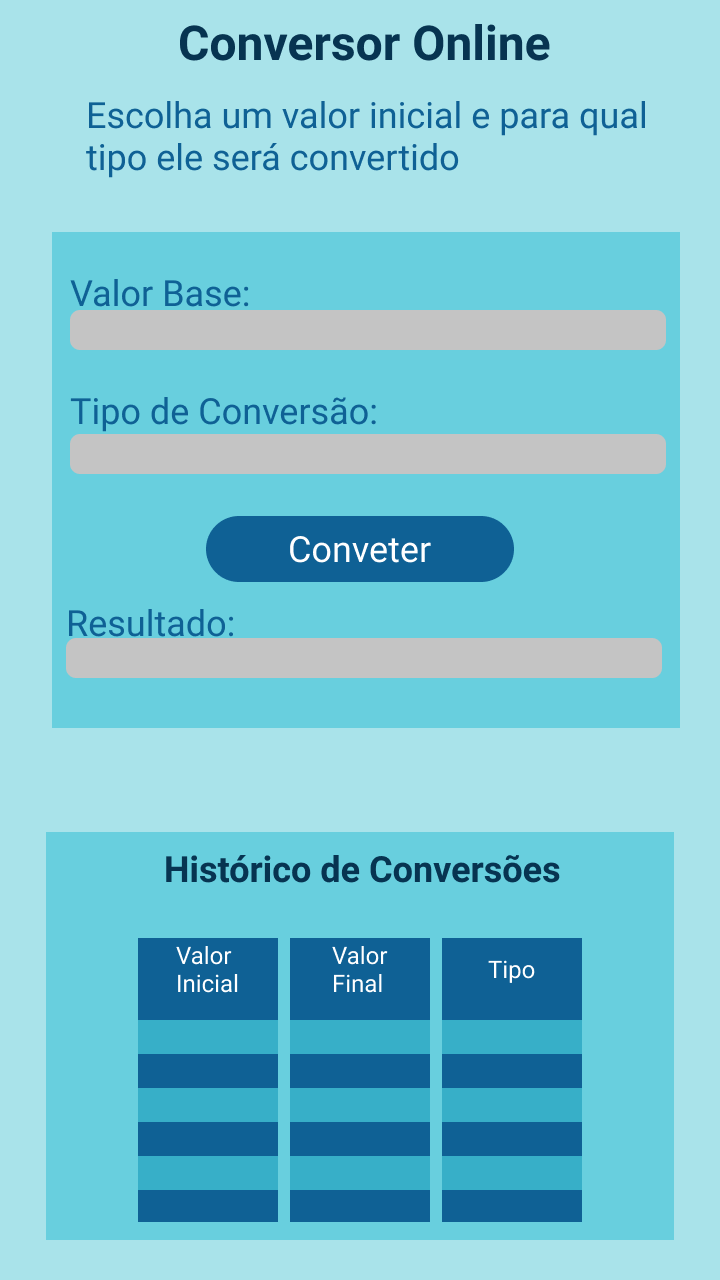 Conversor Online
Escolha um valor inicial e para qual
tipo ele será convertido
Valor Base:
Tipo de Conversão:
Conveter
Resultado:
Histórico de Conversões
Valor
Inicial
Valor
Final
Tipo